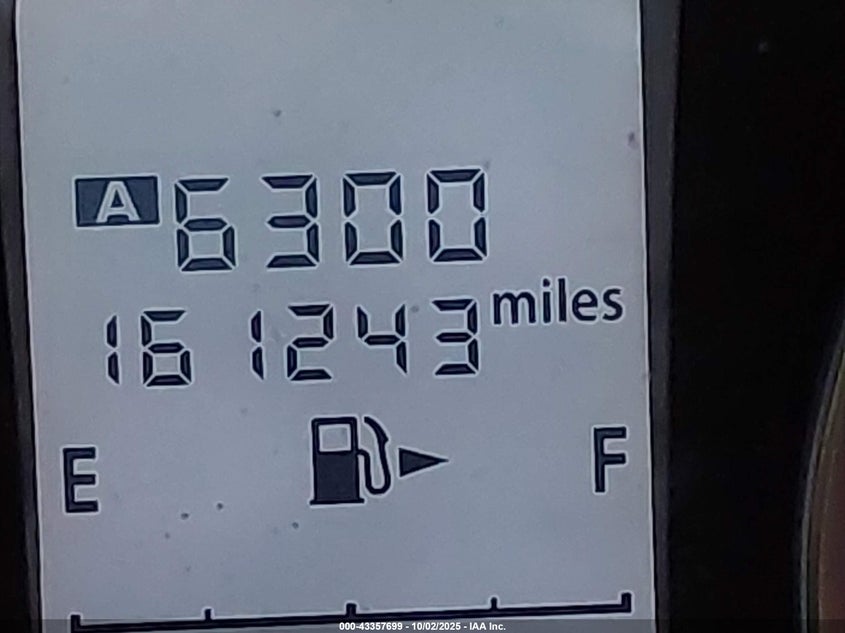 A 6300
161243 miles
E F
000-43357699 - 10/02/2025 - IAA Inc.